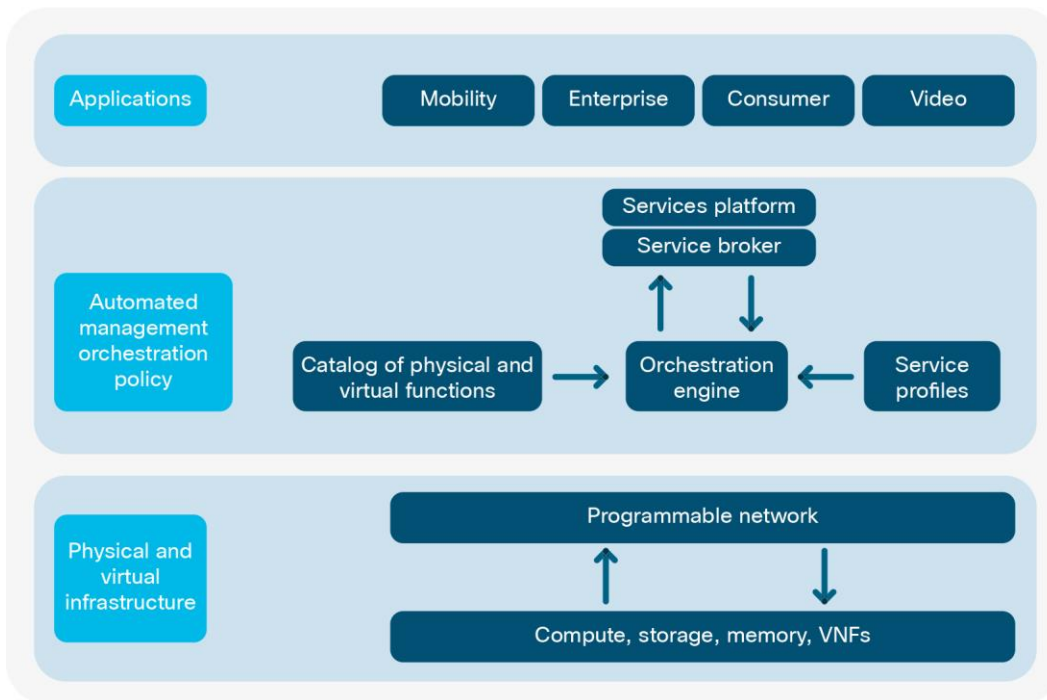 Applications
Mobility
Enterprise
Consumer
Video
Services platform
Service broker
Automated
management
orchestration
policy
Catalog of physical and
virtual functions
Orchestration
engine
Service
profiles
Physical and
virtual
infrastructure
Programmable network
Compute, storage, memory, VNFs